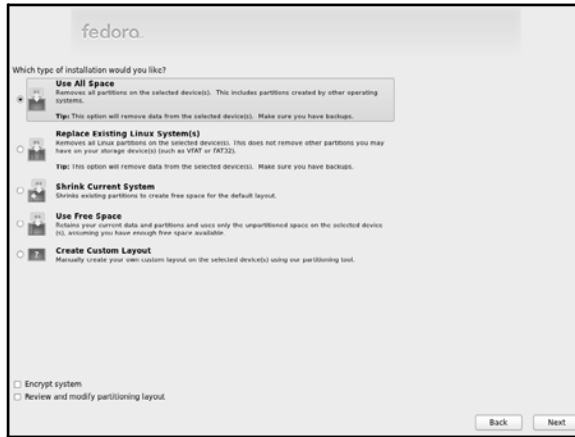 fedora
Which type of installation would you like?
Use All Space
Removes all partitions on the selected device(s). This includes partitions created by other operating
systems.
Tip: This option will remove data from the selected device(s). Make sure you have backups.
Replace Existing Linux System(s)
Removes all Linux partitions on the selected device(s). This does not remove other partitions you may
have on your storage device(s) (such as VFAT or FAT32).
Tip: This option will remove data from the selected device(s). Make sure you have backups.
Shrink Current System
Shrinks existing partitions to create free space for the default layout.
Use Free Space
Retains your current data and partitions and uses only the unpartitioned space on the selected device
(s), assuming you have enough free space available.
Create Custom Layout
Manually create your own custom layout on the selected device(s) using our partitioning tool.
Encrypt system
Review and modify partitioning layout
Back
Next